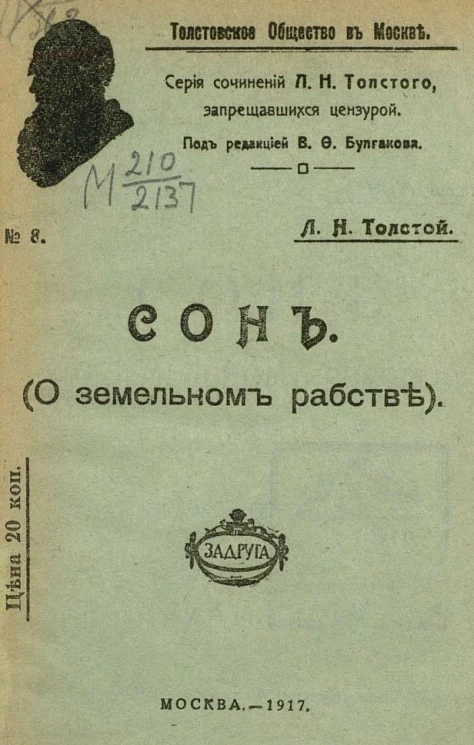 Толстовское Общество въ Москвѣ.
Серія сочиненій Л. Н. Толстого,
запрещавшихся цензурой.
Подъ редакціей В. Ѳ. Булгакова.
М 210
2137
№ 8.
Л. Н. Толстой.
СОНЪ.
(О земельномъ рабствѣ).
Цѣна 20 коп.
ЗАДРУГА
МОСКВА.—1917.